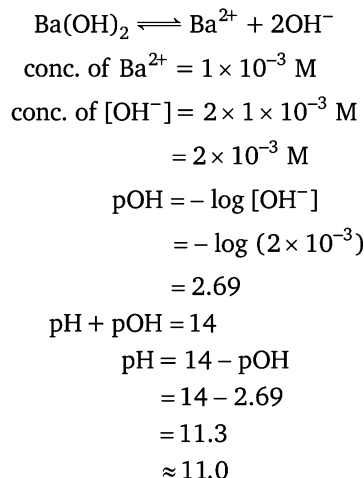 Ba(OH)₂ ⇌ Ba²⁺ + 2OH⁻
conc. of Ba²⁺ = 1 × 10⁻³ M
conc. of [OH⁻] = 2 × 1 × 10⁻³ M
= 2 × 10⁻³ M
pOH = − log [OH⁻]
= − log (2 × 10⁻³)
= 2.69
pH + pOH = 14
pH = 14 − pOH
= 14 − 2.69
= 11.3
≈ 11.0